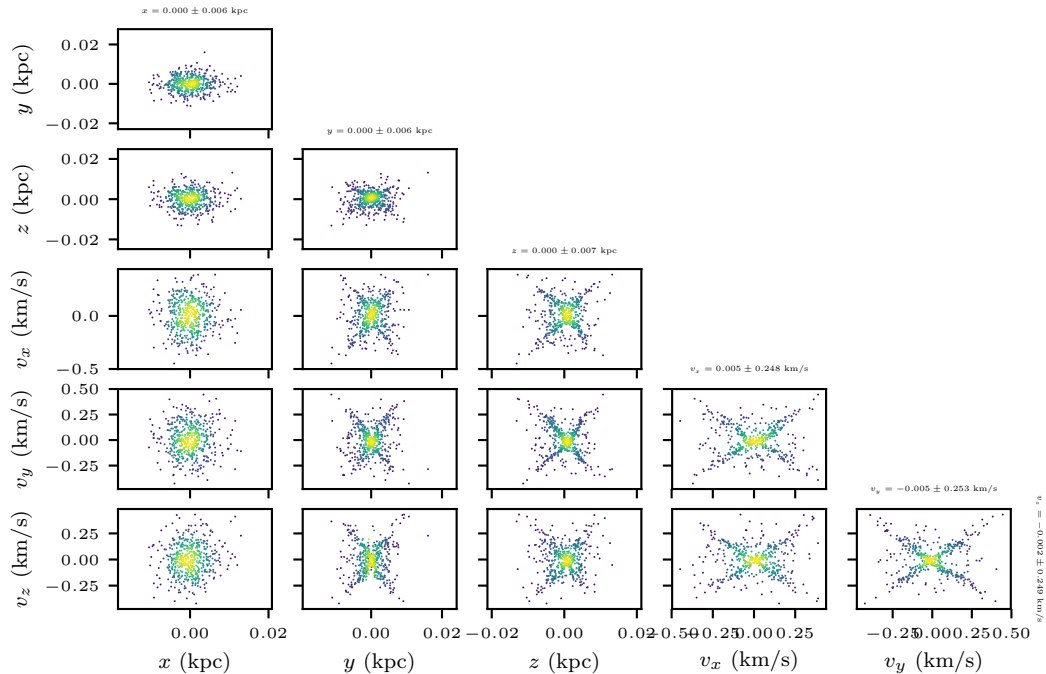 x = 0.000 ± 0.006 kpc
0.02
0.00
−0.02
y (kpc)
y = 0.000 ± 0.006 kpc
0.02
0.00
−0.02
z (kpc)
z = 0.000 ± 0.007 kpc
0.0
−0.5
v_x (km/s)
v_x = 0.005 ± 0.248 km/s
0.50
0.25
0.00
−0.25
v_y (km/s)
v_y = −0.005 ± 0.253 km/s
0.25
0.00
−0.25
v_z (km/s)
v_z = −0.002 ± 0.249 km/s
0.00 0.02
0.00 0.02
−0.02 0.00 0.02
−0.50 −0.25 0.00 0.25
−0.25 0.00 0.25 0.50
x (kpc)
y (kpc)
z (kpc)
v_x (km/s)
v_y (km/s)